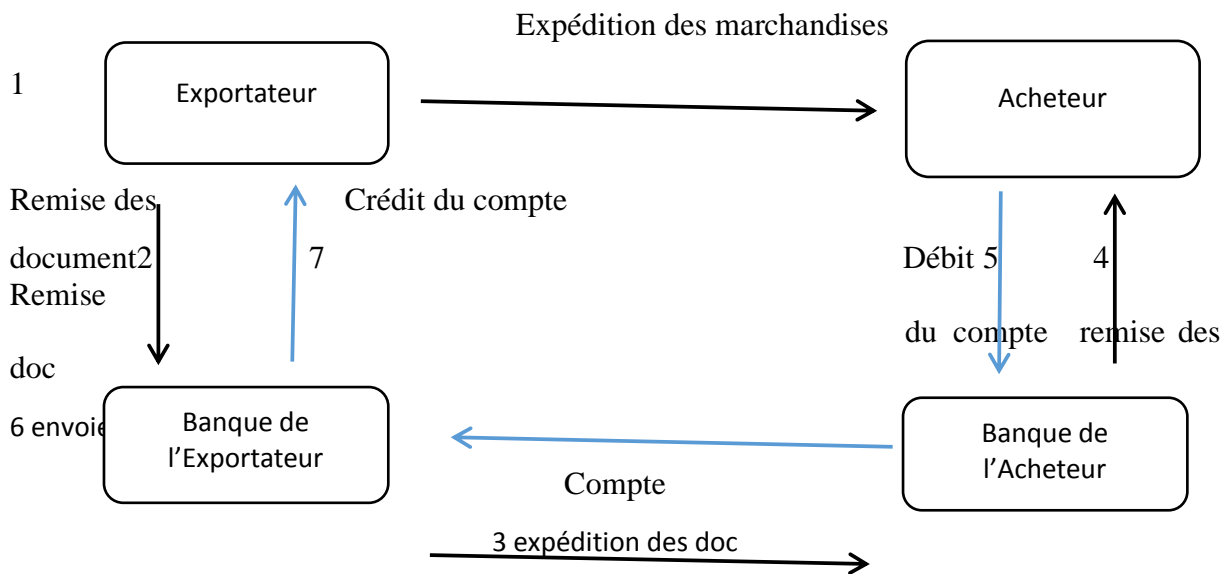 Expédition des marchandises
1
Exportateur
Acheteur
Remise des
Crédit du compte
document2
7
Débit 5
4
Remise
du compte remise des
doc
6 envoie
Banque de
l’Exportateur
Banque de
l’Acheteur
Compte
3 expédition des doc